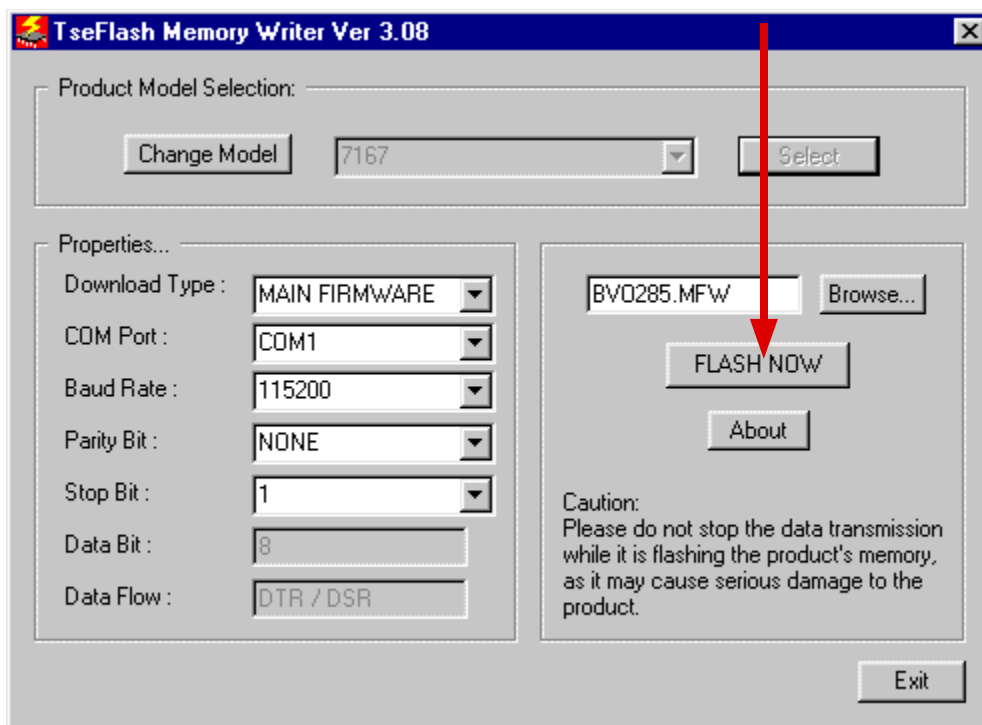 TseFlash Memory Writer Ver 3.08
Product Model Selection:
Change Model
7167
Select
Properties...
Download Type :
MAIN FIRMWARE
COM Port :
COM1
Baud Rate :
115200
Parity Bit :
NONE
Stop Bit :
1
Data Bit :
8
Data Flow :
DTR / DSR
BVO285.MFW
Browse...
FLASH NOW
About
Caution:
Please do not stop the data transmission
while it is flashing the product's memory,
as it may cause serious damage to the
product.
Exit